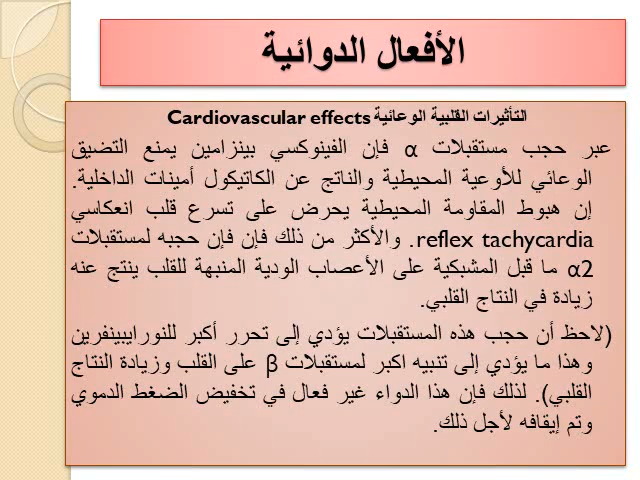 الأفعال الدوائية
التأثيرات القلبية الوعائية Cardiovascular effects
عبر حجب مستقبلات α فإن الفينوكسي بينزامين يمنع التضيق
الوعائي للأوعية المحيطية والناتج عن الكاتيكول أمينات الداخلية.
إن هبوط المقاومة المحيطية يحرض على تسرع قلب انعكاسي
reflex tachycardia. والأكثر من ذلك فإن فإن حجبه لمستقبلات
α2 ما قبل المشبكية على الأعصاب الودية المنبهة للقلب ينتج عنه
زيادة في النتاج القلبي.
(لاحظ أن حجب هذه المستقبلات يؤدي إلى تحرر أكبر للنورايبينفرين
وهذا ما يؤدي إلى تنبيه اكبر لمستقبلات β على القلب وزيادة النتاج
القلبي). لذلك فإن هذا الدواء غير فعال في تخفيض الضغط الدموي
وتم إيقافه لأجل ذلك.